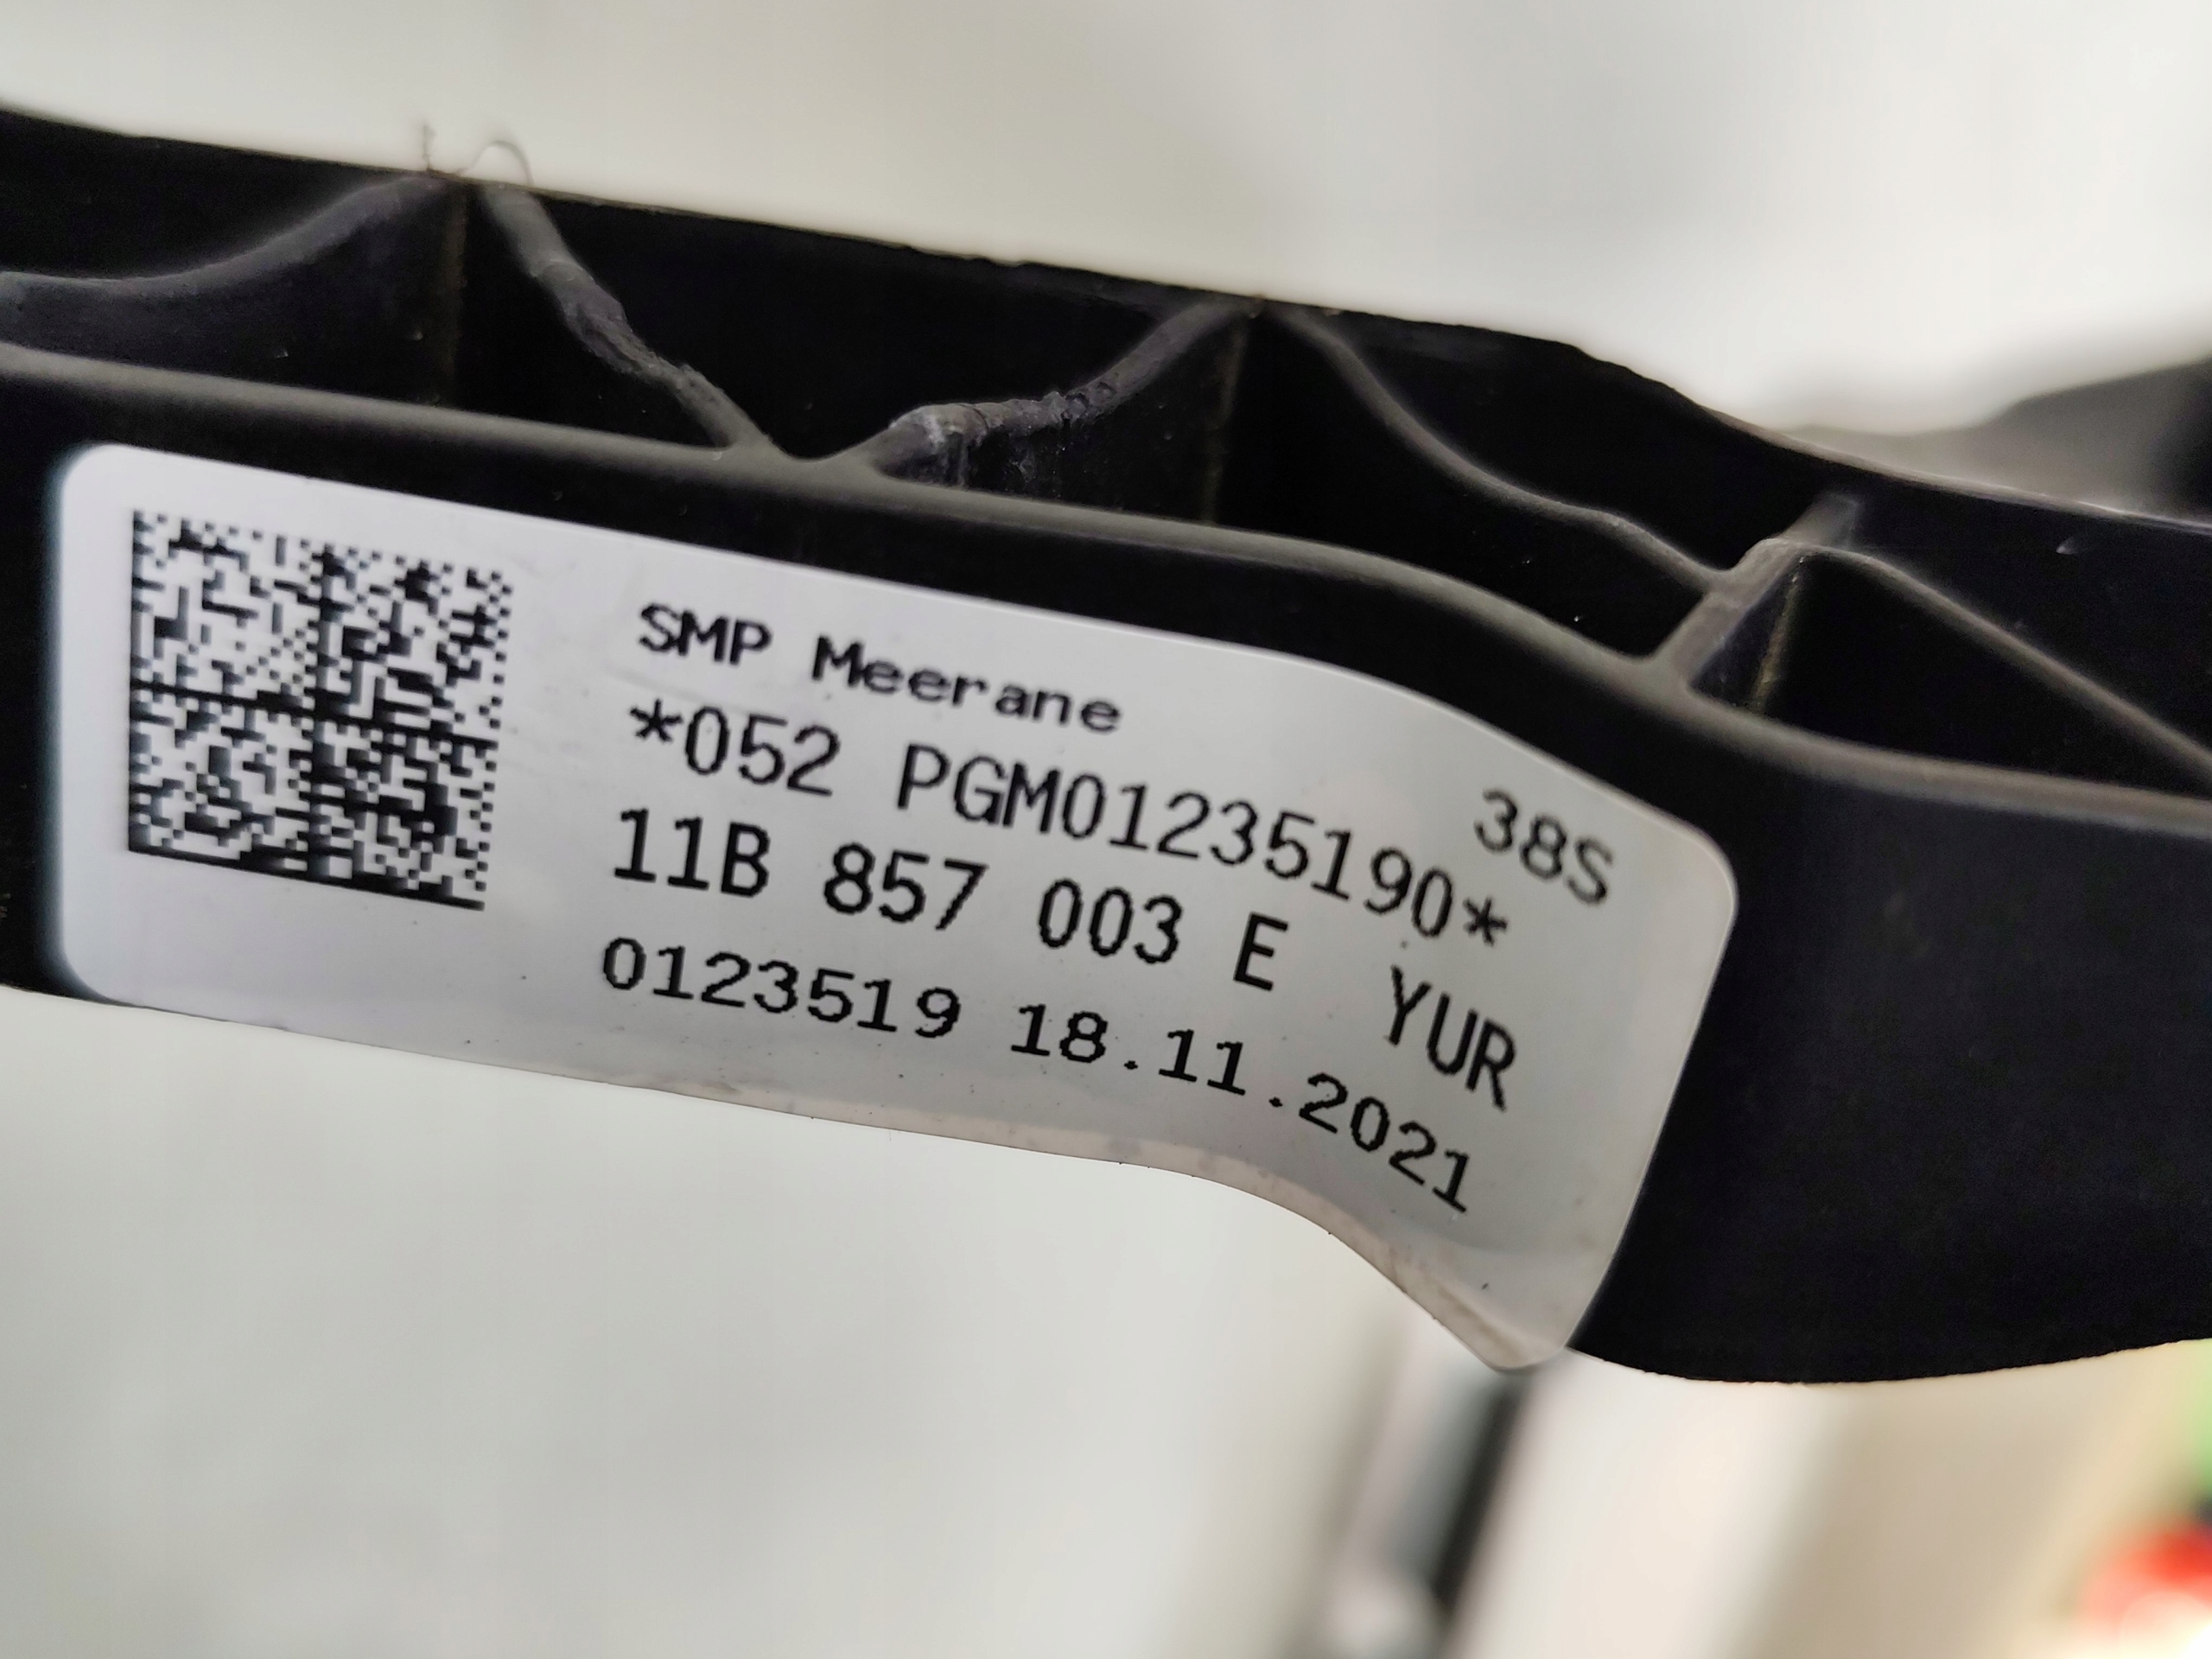 SMP Meerane
38S
*052 PGM01235190*
11B 857 003 E YUR
0123519 18.11.2021